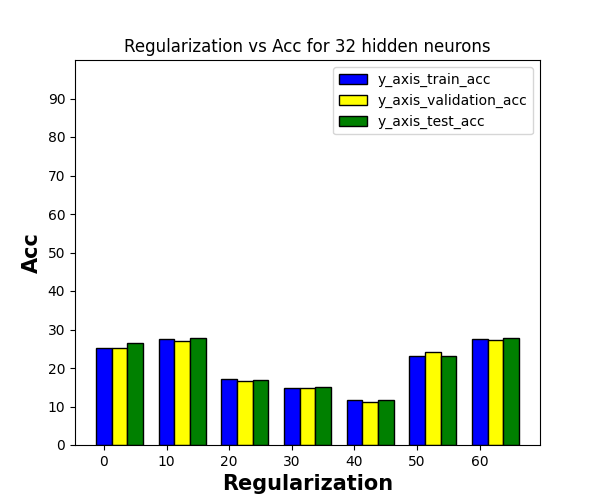 Regularization vs Acc for 32 hidden neurons
y_axis_train_acc
y_axis_validation_acc
y_axis_test_acc
90
80
70
60
50
40
30
20
10
0
Acc
0 10 20 30 40 50 60
Regularization